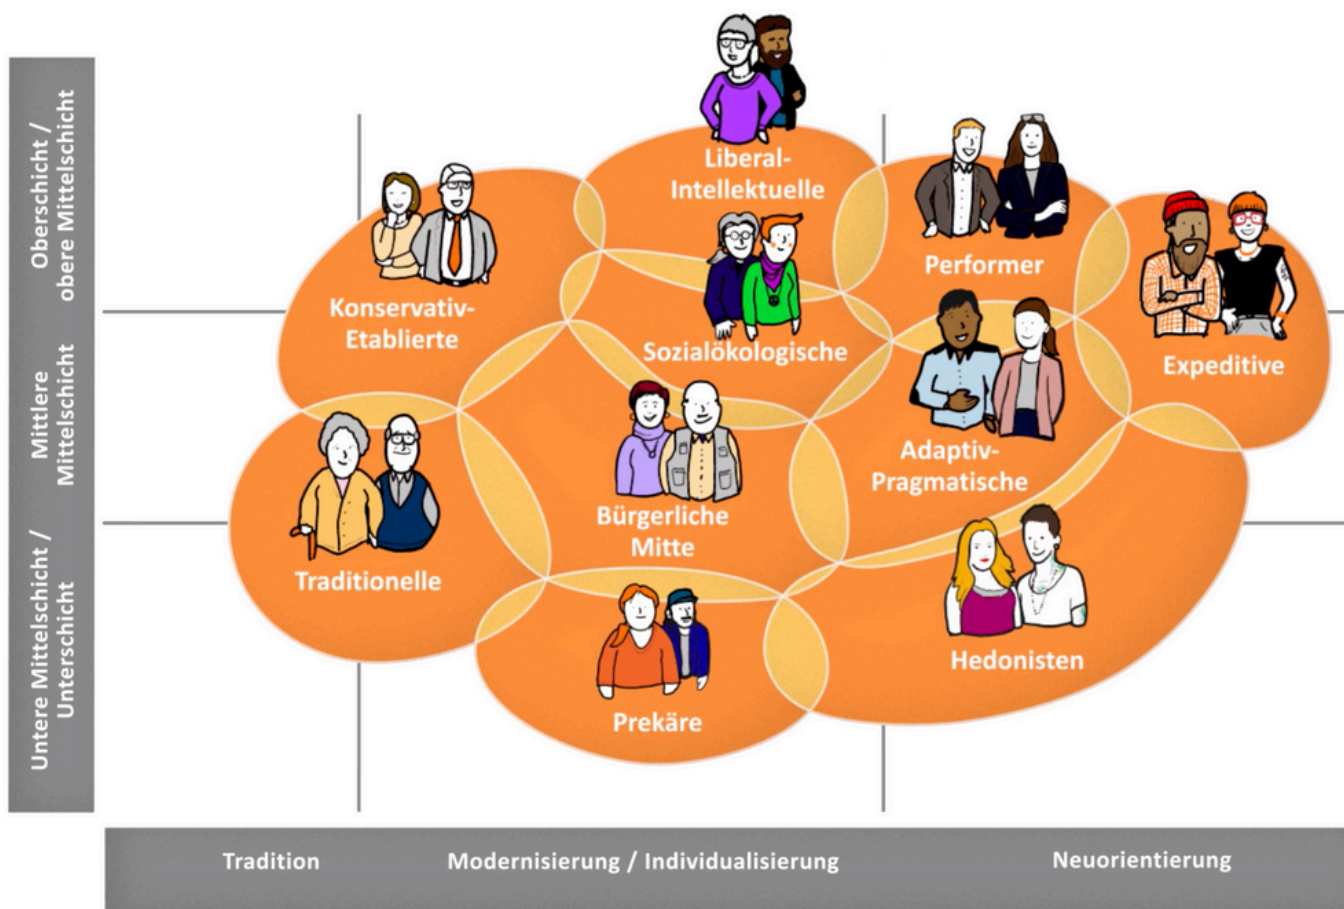 Oberschicht /
obere Mittelschicht
Mittlere
Mittelschicht
Untere Mittelschicht /
Unterschicht
Liberal-
Intellektuelle
Performer
Konservativ-
Etablierte
Sozialökologische
Expeditive
Adaptiv-
Pragmatische
Bürgerliche
Mitte
Traditionelle
Hedonisten
Prekäre
Tradition
Modernisierung / Individualisierung
Neuorientierung